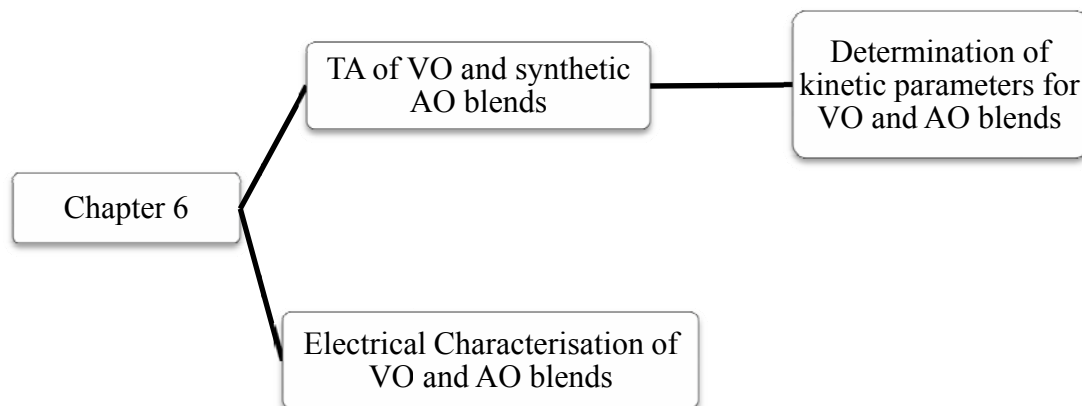 Chapter 6
TA of VO and synthetic
AO blends
Determination of
kinetic parameters for
VO and AO blends
Electrical Characterisation of
VO and AO blends